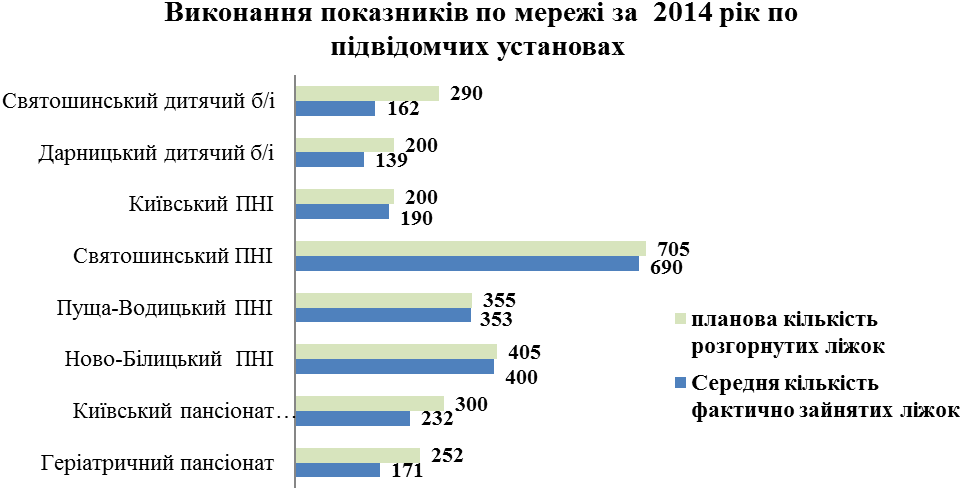 Виконання показників по мережі за 2014 рік по
підвідомчих установах
Святошинський дитячий б/і
290
162
Дарницький дитячий б/і
200
139
Київський ПНІ
200
190
Святошинський ПНІ
705
690
Пуща-Водицький ПНІ
355
353
Ново-Білицький ПНІ
405
400
Київський пансіонат…
300
232
Геріатричний пансіонат
252
171
планова кількість
розгорнутих ліжок
Середня кількість
фактично зайнятих ліжок